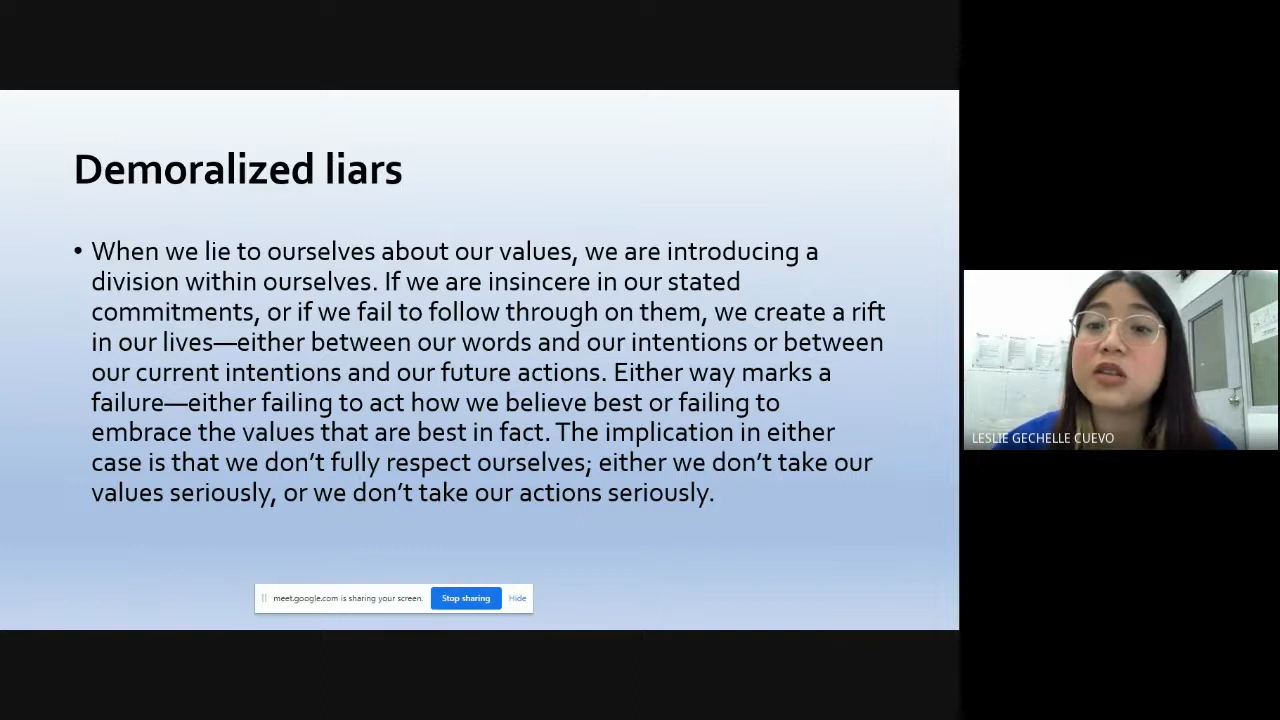 Demoralized liars
• When we lie to ourselves about our values, we are introducing a
division within ourselves. If we are insincere in our stated
commitments, or if we fail to follow through on them, we create a rift
in our lives—either between our words and our intentions or between
our current intentions and our future actions. Either way marks a
failure—either failing to act how we believe best or failing to
embrace the values that are best in fact. The implication in either
case is that we don’t fully respect ourselves; either we don’t take our
values seriously, or we don’t take our actions seriously.
meet.google.com is sharing your screen. Stop sharing Hide
LESLIE GECHELLE CUEVO